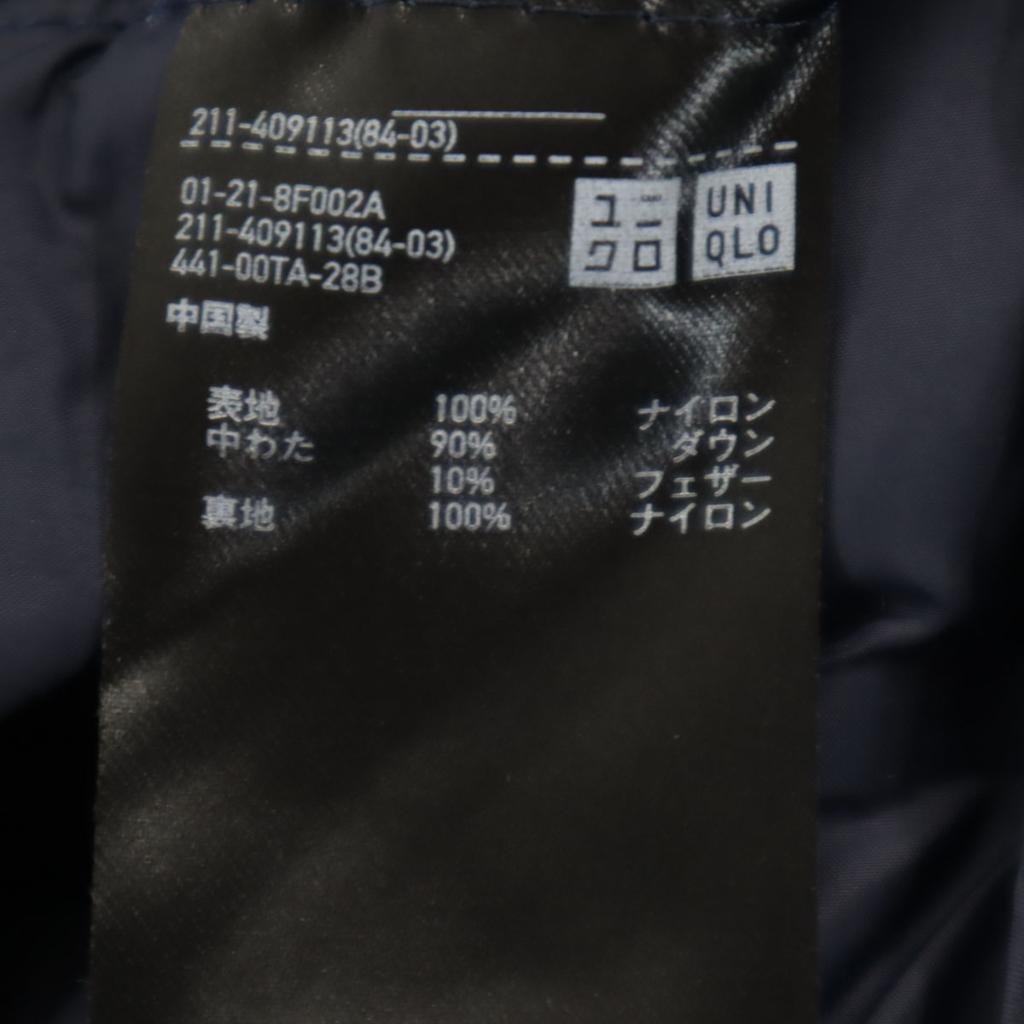 211-409113(84-03)
01-21-8F002A
211-409113(84-03)
441-00TA-28B
中国製
ユニ
クロ
UNI
QLO
表地 100% ナイロン
中わた 90% ダウン
10% フェザー
裏地 100% ナイロン